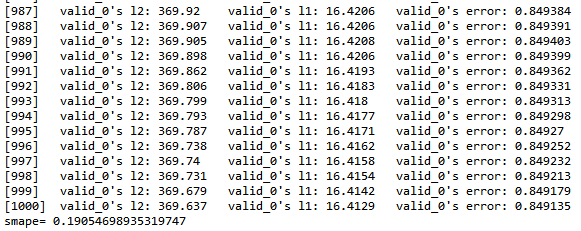 [987] valid_0's l2: 369.92 valid_0's l1: 16.4206 valid_0's error: 0.849384
[988] valid_0's l2: 369.907 valid_0's l1: 16.4206 valid_0's error: 0.849391
[989] valid_0's l2: 369.905 valid_0's l1: 16.4208 valid_0's error: 0.849403
[990] valid_0's l2: 369.898 valid_0's l1: 16.4206 valid_0's error: 0.849399
[991] valid_0's l2: 369.862 valid_0's l1: 16.4193 valid_0's error: 0.849362
[992] valid_0's l2: 369.806 valid_0's l1: 16.4183 valid_0's error: 0.849331
[993] valid_0's l2: 369.799 valid_0's l1: 16.418 valid_0's error: 0.849313
[994] valid_0's l2: 369.793 valid_0's l1: 16.4177 valid_0's error: 0.849298
[995] valid_0's l2: 369.787 valid_0's l1: 16.4171 valid_0's error: 0.84927
[996] valid_0's l2: 369.738 valid_0's l1: 16.4162 valid_0's error: 0.849252
[997] valid_0's l2: 369.74 valid_0's l1: 16.4158 valid_0's error: 0.849232
[998] valid_0's l2: 369.731 valid_0's l1: 16.4154 valid_0's error: 0.849213
[999] valid_0's l2: 369.679 valid_0's l1: 16.4142 valid_0's error: 0.849179
[1000] valid_0's l2: 369.637 valid_0's l1: 16.4129 valid_0's error: 0.849135
smape= 0.19054698935319747